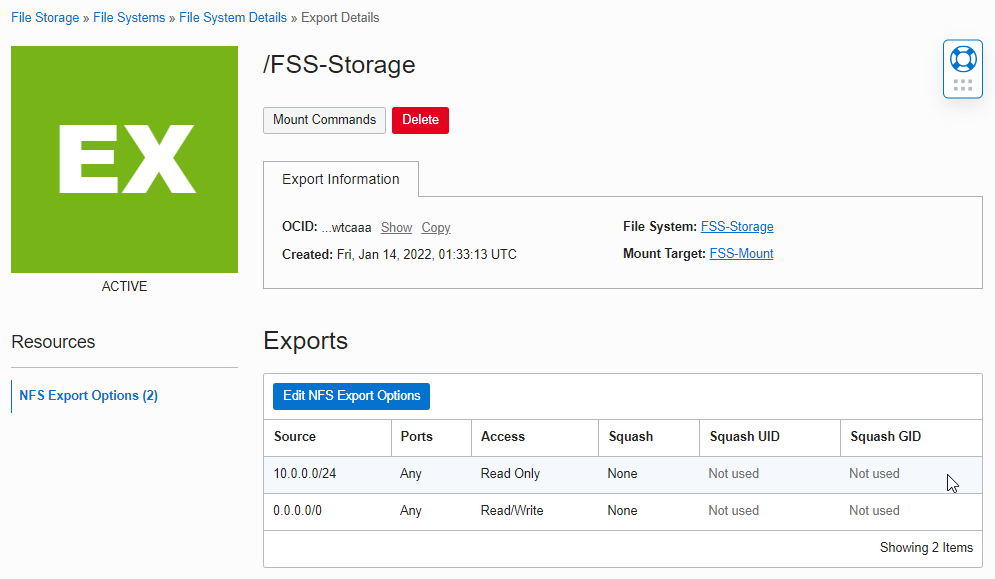 File Storage » File Systems » File System Details » Export Details
EX
ACTIVE
/FSS-Storage
Mount Commands Delete
Export Information
OCID: ...wtcaaa Show Copy
Created: Fri, Jan 14, 2022, 01:33:13 UTC
File System: FSS-Storage
Mount Target: FSS-Mount
Resources
NFS Export Options (2)
Exports
Edit NFS Export Options
Source Ports Access Squash Squash UID Squash GID
10.0.0.0/24 Any Read Only None Not used Not used
0.0.0.0/0 Any Read/Write None Not used Not used
Showing 2 Items